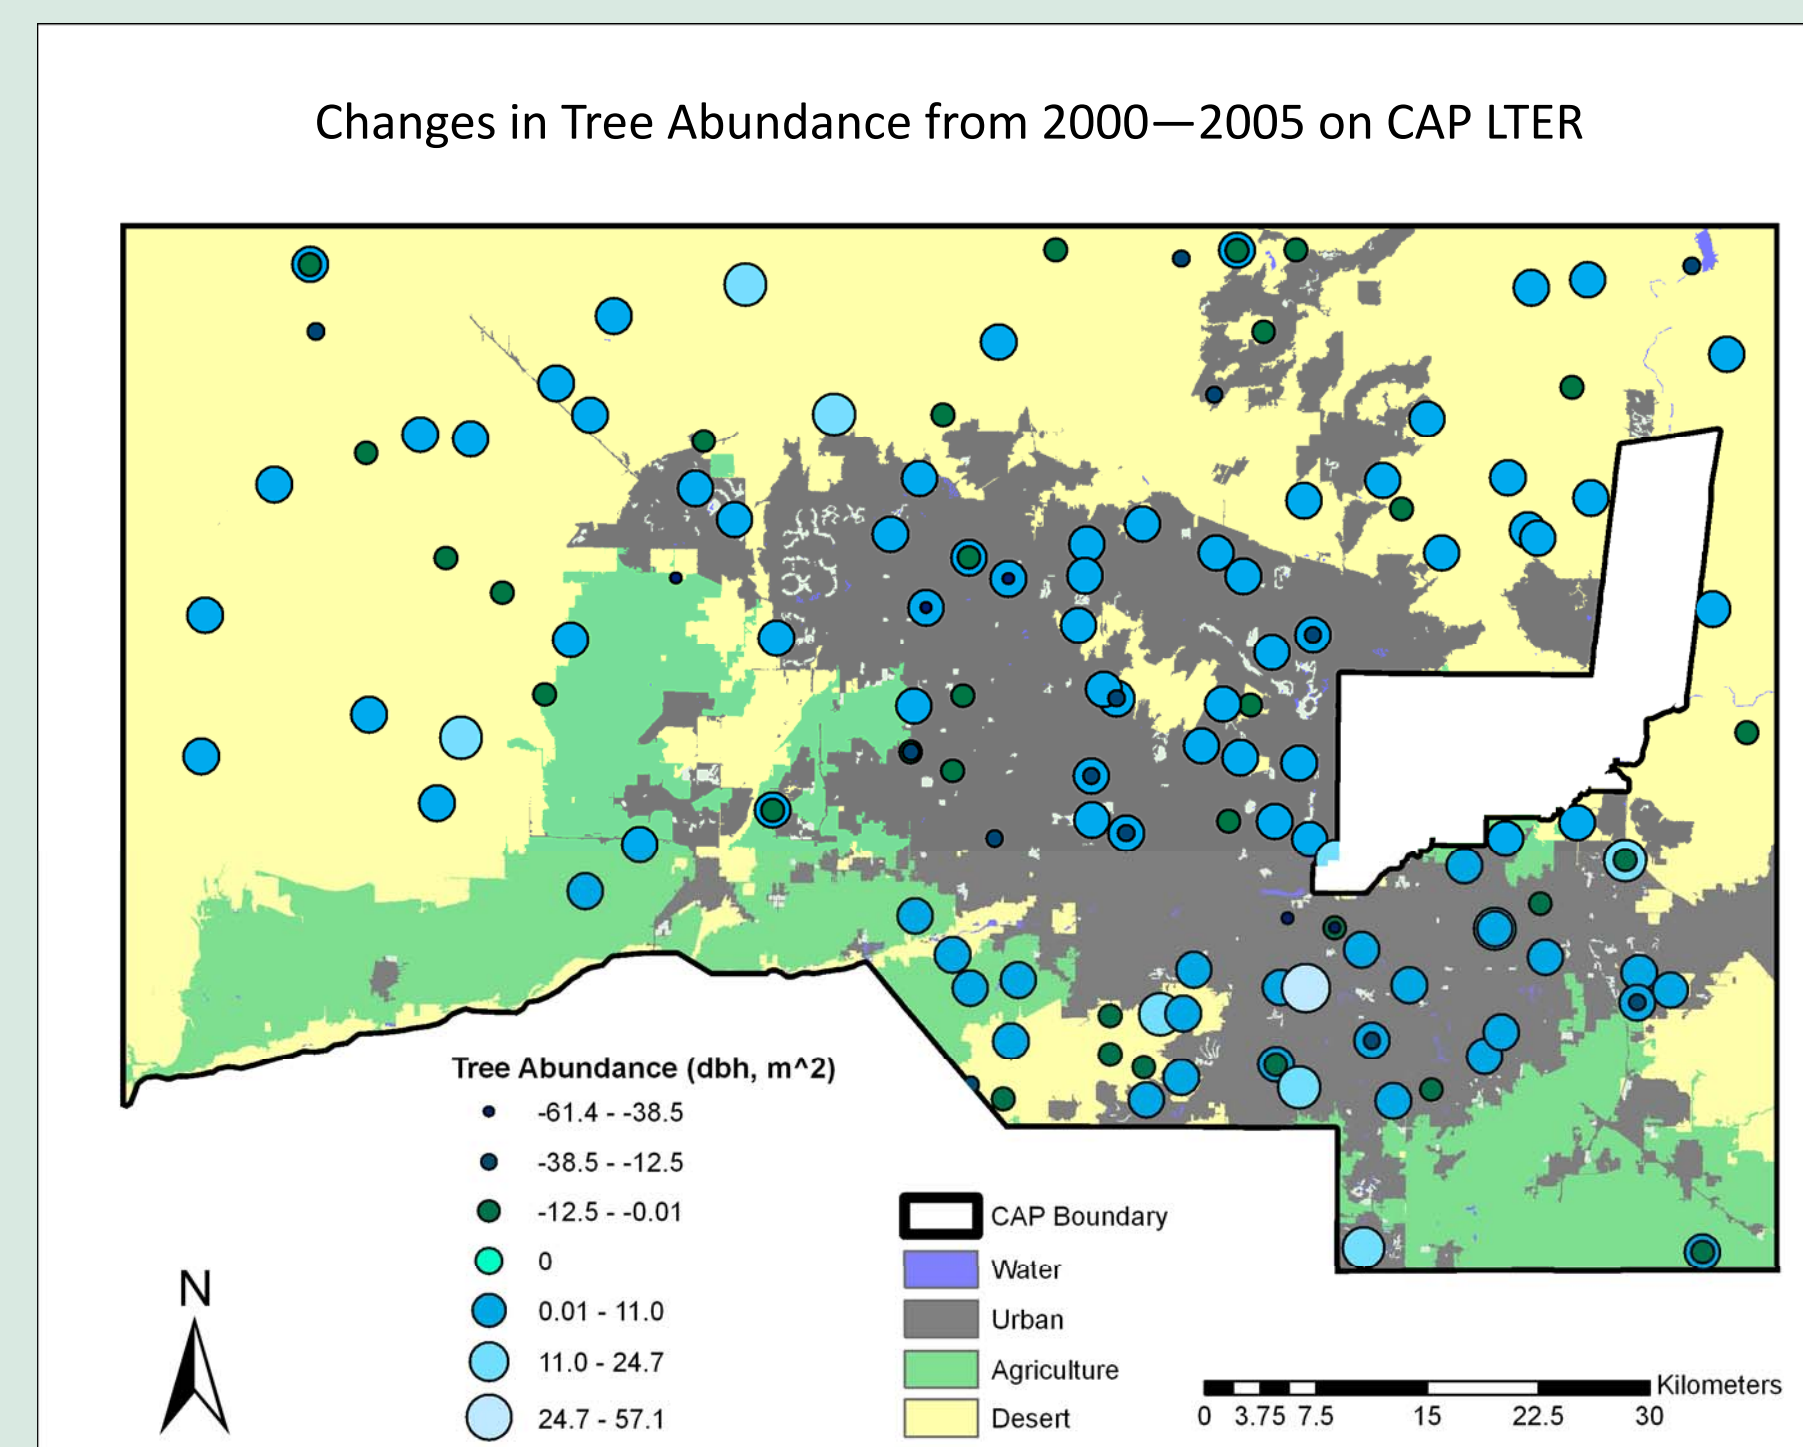 Changes in Tree Abundance from 2000—2005 on CAP LTER
Tree Abundance (dbh, m^2)
-61.4 - -38.5
-38.5 - -12.5
-12.5 - -0.01
0
0.01 - 11.0
11.0 - 24.7
24.7 - 57.1
N
CAP Boundary
Water
Urban
Agriculture
Desert
Kilometers
0 3.75 7.5 15 22.5 30